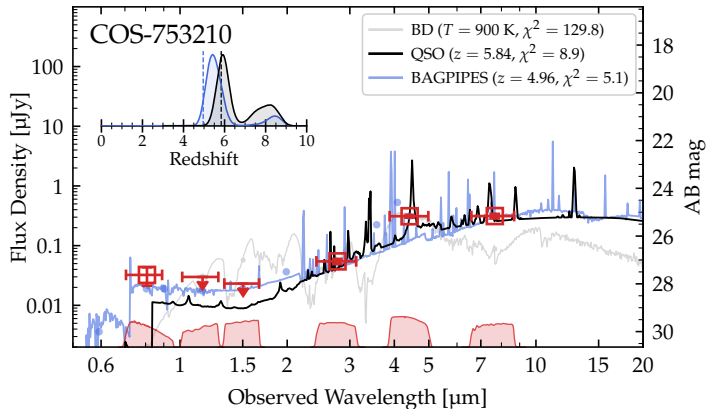 COS-753210
BD (T = 900 K, χ² = 129.8)
QSO (z = 5.84, χ² = 8.9)
BAGPIPES (z = 4.96, χ² = 5.1)
0 2 4 6 8 10
Redshift
100
10
1
0.1
0.01
Flux Density [μJy]
18
20
22
24
26
28
30
AB mag
0.6 1 1.5 2 3 4 5 6 10 15 20
Observed Wavelength [μm]